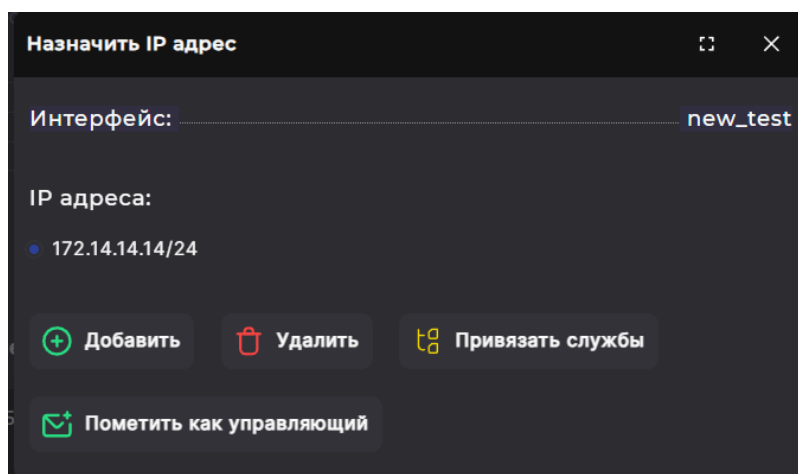 Назначить IP адрес
Интерфейс: new_test
IP адреса:
172.14.14.14/24
Добавить Удалить Привязать службы
Пометить как управляющий